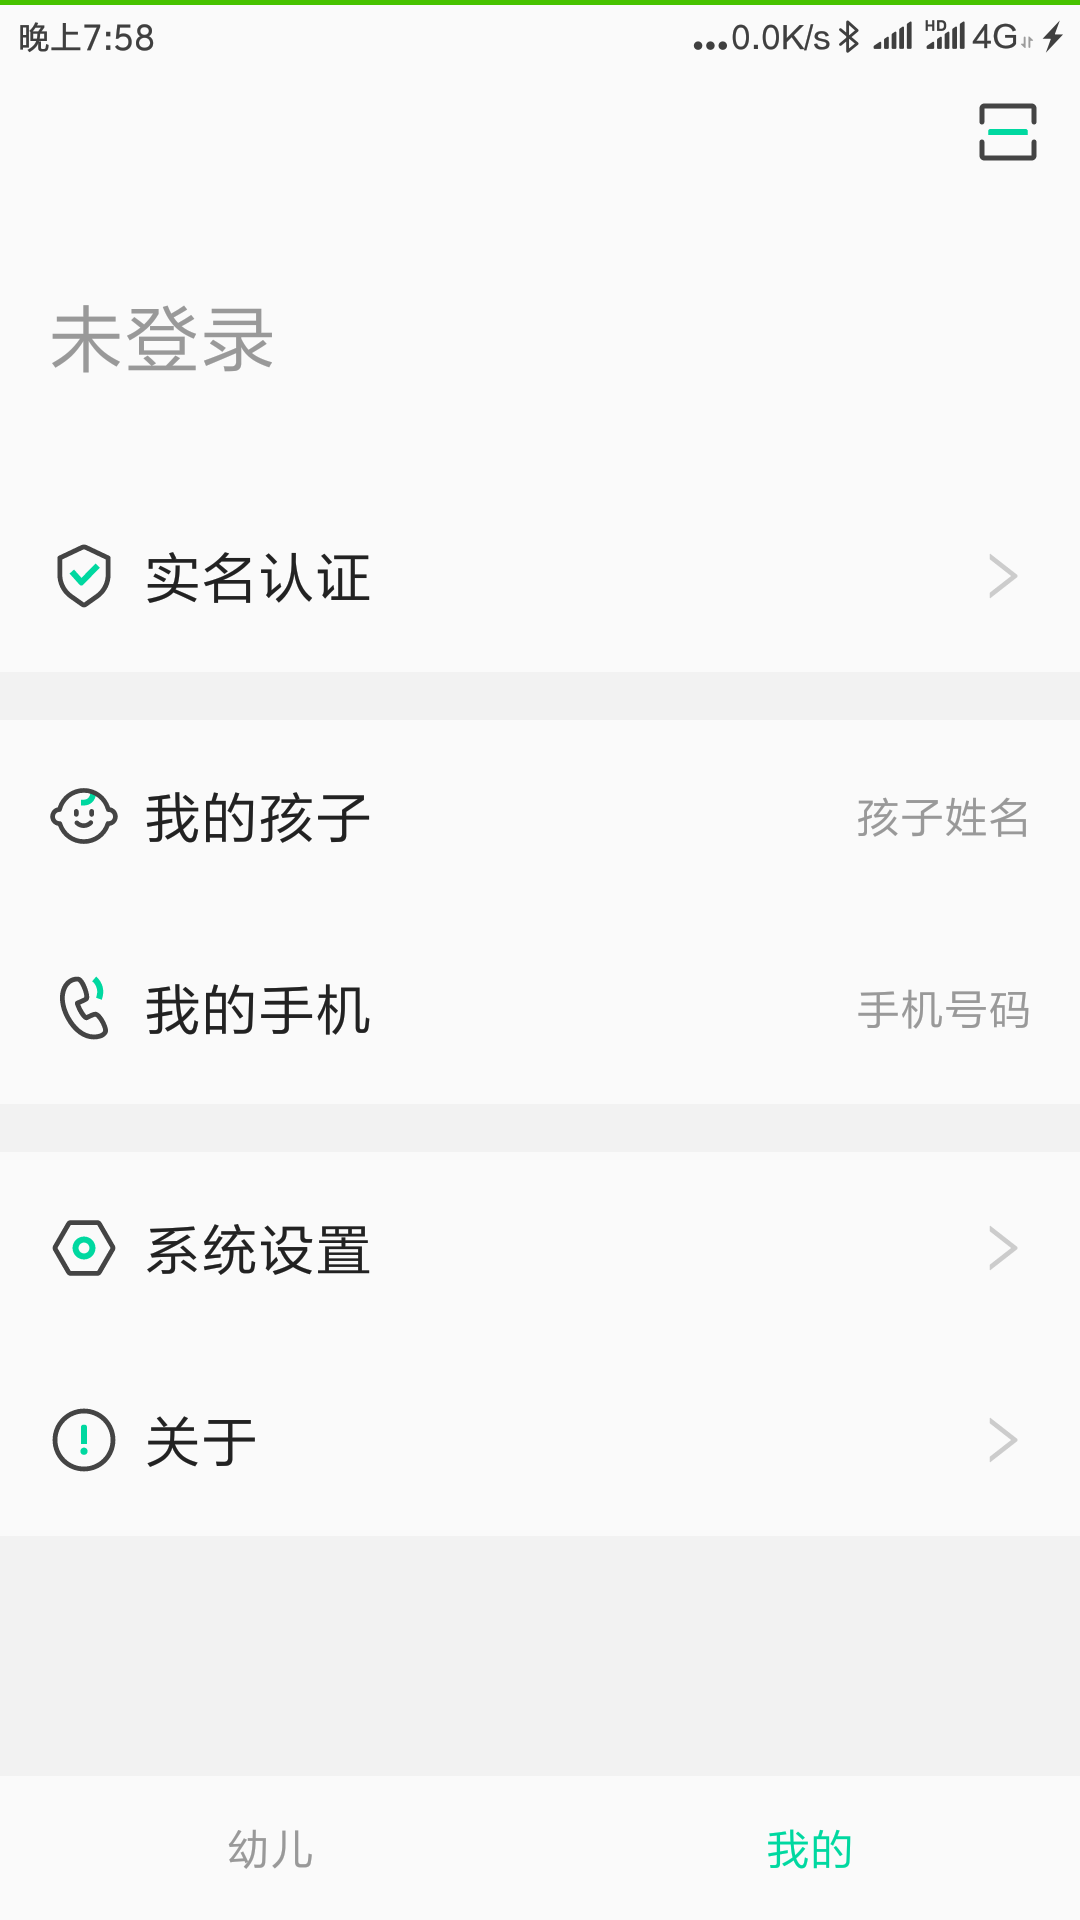 晚上7:58 ...0.0K/s HD 4G
未登录
实名认证
我的孩子 孩子姓名
我的手机 手机号码
系统设置
关于
幼儿 我的